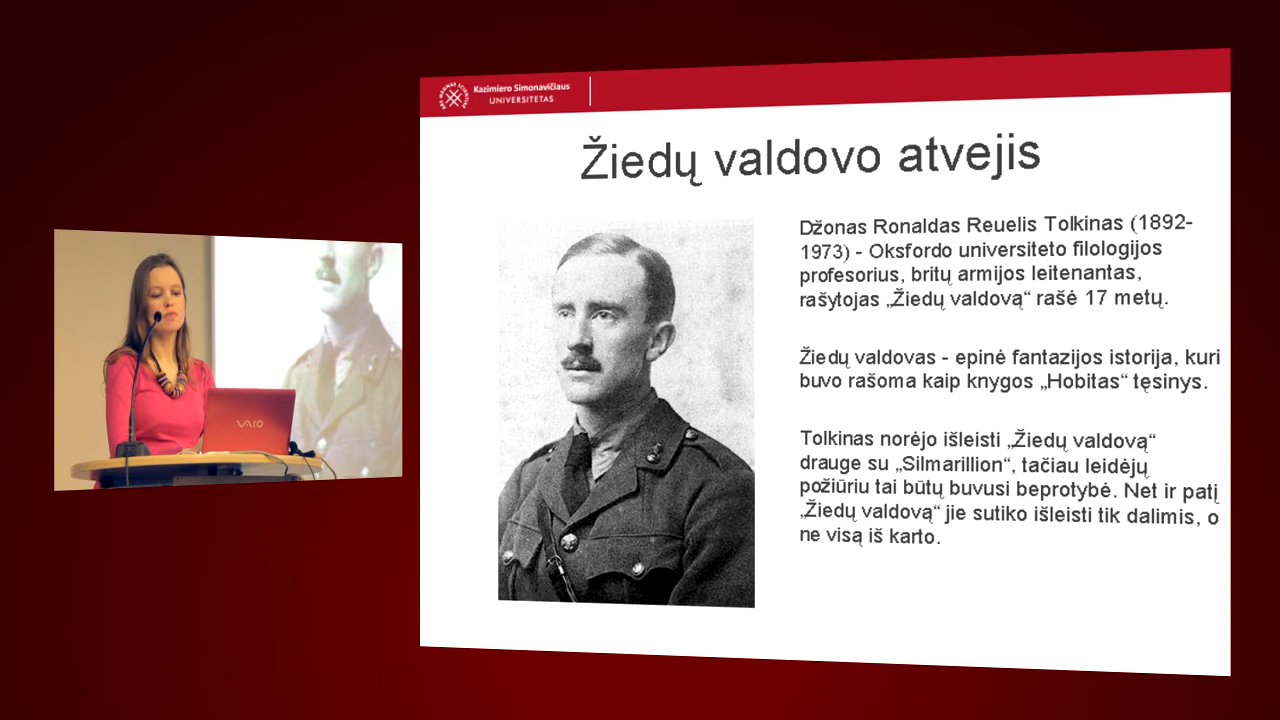 Kazimiero Simonavičiaus
UNIVERSITETAS
Žiedų valdovo atvejis
Džonas Ronaldas Reuelis Tolkinas (1892-
1973) - Oksfordo universiteto filologijos
profesorius, britų armijos leitenantas,
rašytojas „Žiedų valdovą“ rašė 17 metų.
Žiedų valdovas - epinė fantazijos istorija, kuri
buvo rašoma kaip knygos „Hobitas“ tęsinys.
Tolkinas norėjo išleisti „Žiedų valdovą“
drauge su „Silmarillion“, tačiau leidėjų
požiūriu tai būtų buvusi beprotybė. Net ir patį
„Žiedų valdovą“ jie sutiko išleisti tik dalimis, o
ne visą iš karto.
VAIO